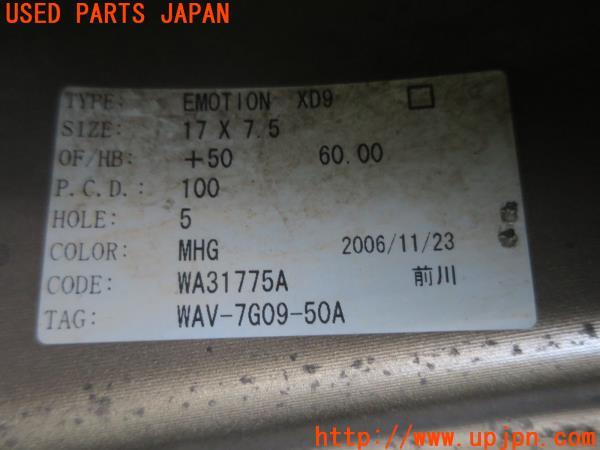 USED PARTS JAPAN
TYPE: EMOTION XD9 □
SIZE: 17 X 7.5
OF/HB: +50 60.00
P.C.D.: 100
HOLE: 5
COLOR: MHG 2006/11/23
CODE: WA31775A 前川
TAG: WAV-7G09-50A
http://www.upjpn.com